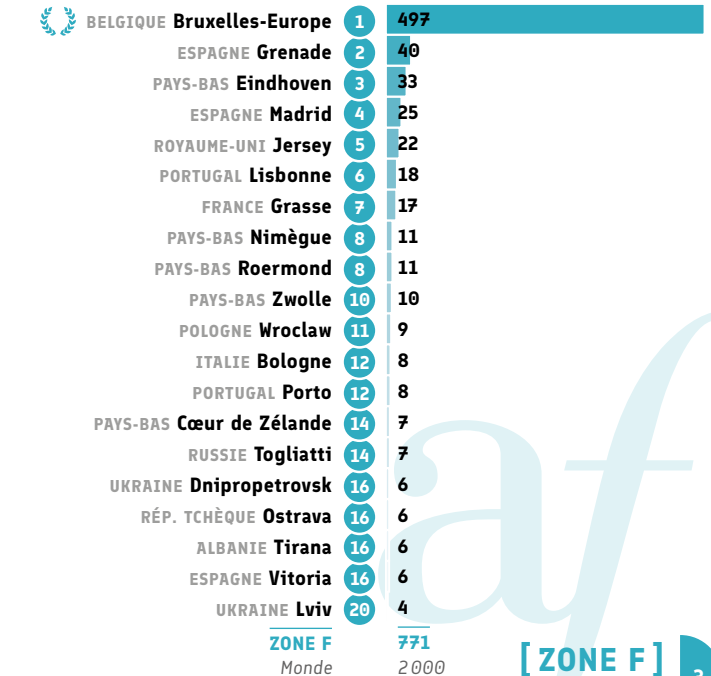 BELGIQUE Bruxelles-Europe 1 497
ESPAGNE Grenade 2 40
PAYS-BAS Eindhoven 3 33
ESPAGNE Madrid 4 25
ROYAUME-UNI Jersey 5 22
PORTUGAL Lisbonne 6 18
FRANCE Grasse 7 17
PAYS-BAS Nimègue 8 11
PAYS-BAS Roermond 8 11
PAYS-BAS Zwolle 10 10
POLOGNE Wroclaw 11 9
ITALIE Bologne 12 8
PORTUGAL Porto 12 8
PAYS-BAS Cœur de Zélande 14 7
RUSSIE Togliatti 14 7
UKRAINE Dnipropetrovsk 16 6
RÉP. TCHÈQUE Ostrava 16 6
ALBANIE Tirana 16 6
ESPAGNE Vitoria 16 6
UKRAINE Lviv 20 4
ZONE F 771
Monde 2000
[ZONE F]
af